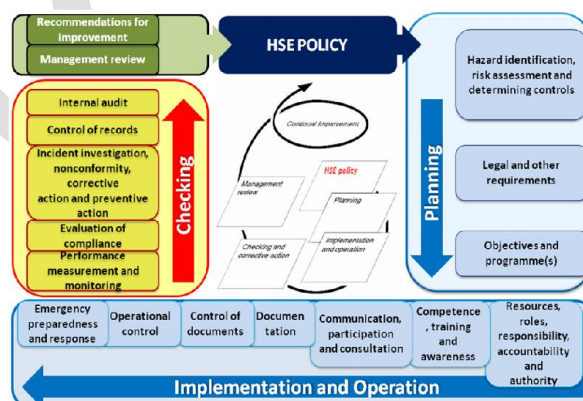 Recommendations for
improvement
Management review
HSE POLICY
Hazard identification,
risk assessment and
determining controls
Legal and other
requirements
Objectives and
programme(s)
Planning
Internal audit
Control of records
Incident investigation,
nonconformity,
corrective
action and preventive
action
Evaluation of
compliance
Performance
measurement and
monitoring
Checking
Continual Improvement
HSE policy
Management
review
Planning
Checking and
corrective action
Implementation
and operation
Emergency
preparedness
and response
Operational
control
Control of
documents
Documen
tation
Communication,
participation
and consultation
Competence
, training
and
awareness
Resources,
roles,
responsibility,
accountability
and
authority
Implementation and Operation